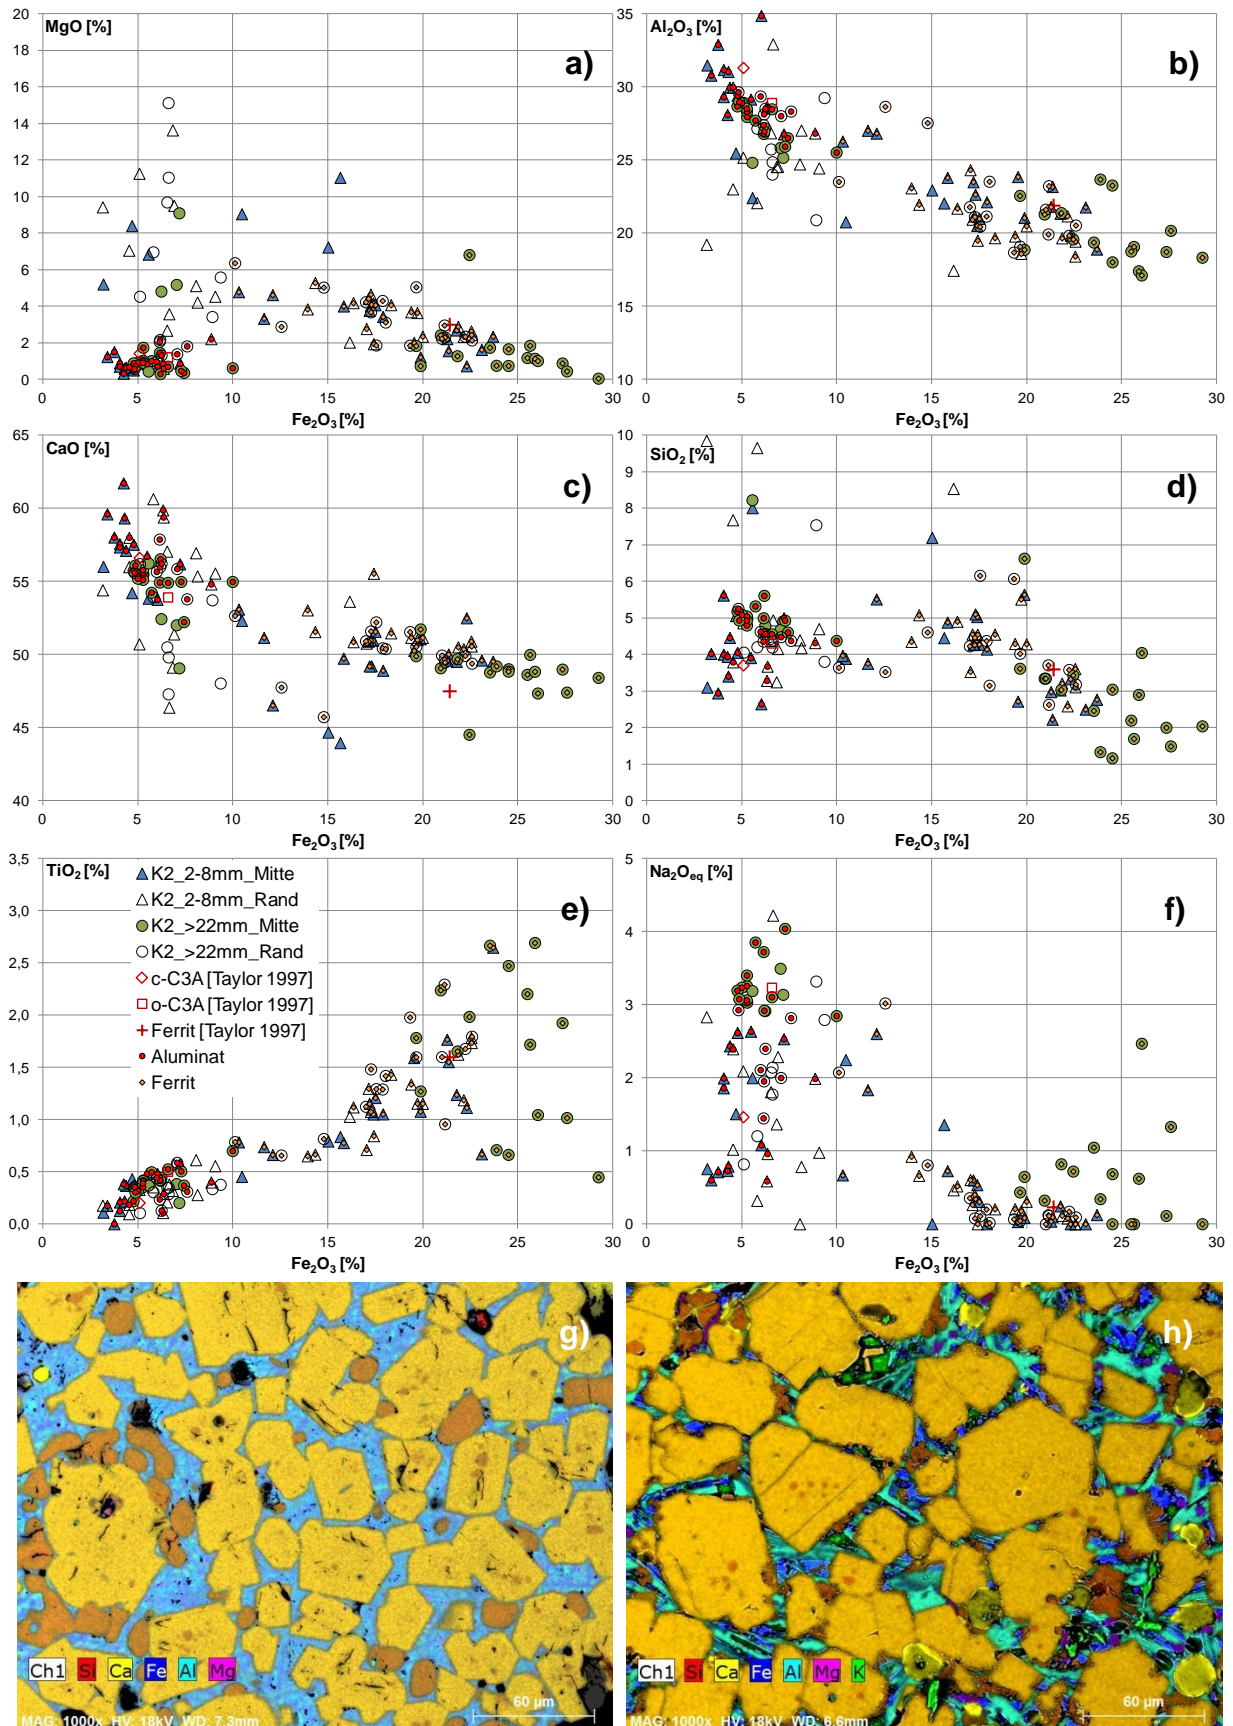 MgO [%]
a)
20
18
16
14
12
10
8
6
4
2
0
0
5
10
15
20
25
30
Fe₂O₃ [%]
Al₂O₃ [%]
b)
35
30
25
20
15
10
0
5
10
15
20
25
30
Fe₂O₃ [%]
CaO [%]
c)
65
60
55
50
45
40
0
5
10
15
20
25
30
Fe₂O₃ [%]
SiO₂ [%]
d)
10
9
8
7
6
5
4
3
2
1
0
0
5
10
15
20
25
30
Fe₂O₃ [%]
TiO₂ [%]
e)
3,5
3,0
2,5
2,0
1,5
1,0
0,5
0,0
K2_2-8mm_Mitte
K2_2-8mm_Rand
K2_>22mm_Mitte
K2_>22mm_Rand
c-C3A [Taylor 1997]
o-C3A [Taylor 1997]
Ferrit [Taylor 1997]
Aluminat
Ferrit
0
5
10
15
20
25
30
Fe₂O₃ [%]
Na₂Oeq [%]
f)
5
4
3
2
1
0
0
5
10
15
20
25
30
Fe₂O₃ [%]
g)
Ch1 Si Ca Fe Al Mg
60 µm
MAG: 1000x HV: 18kV WD: 7.3mm
h)
Ch1 Si Ca Fe Al Mg K
60 µm
MAG: 1000x HV: 18kV WD: 6.6mm